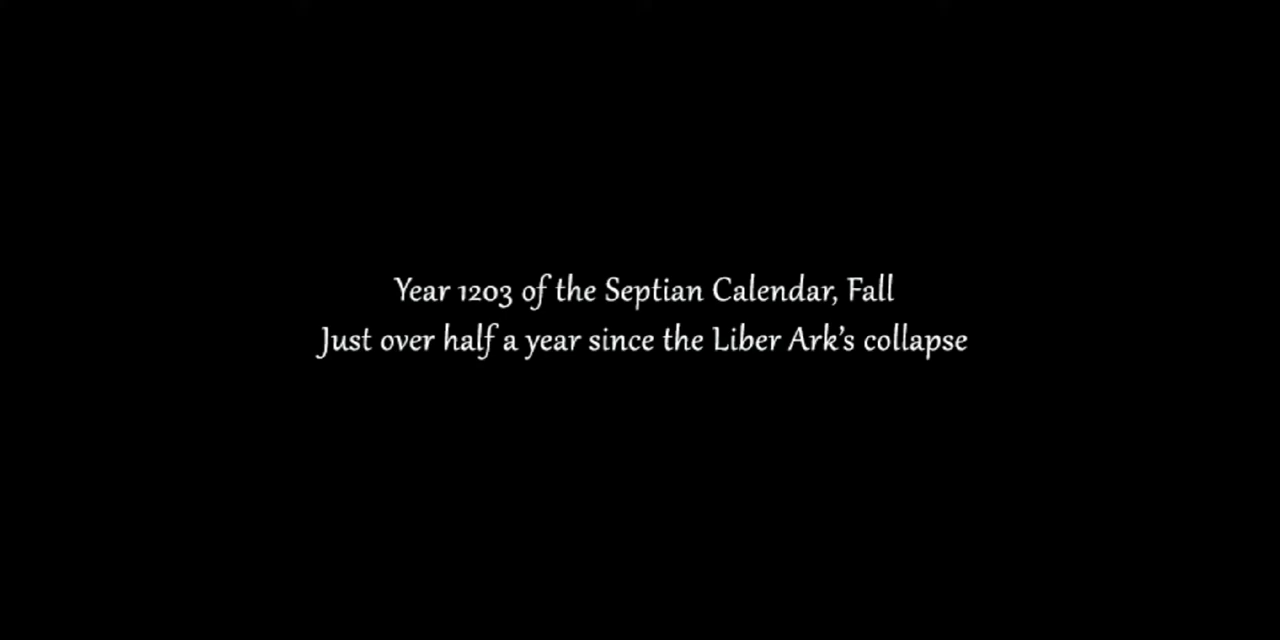 Year 1203 of the Septian Calendar, Fall
Just over half a year since the Liber Ark’s collapse